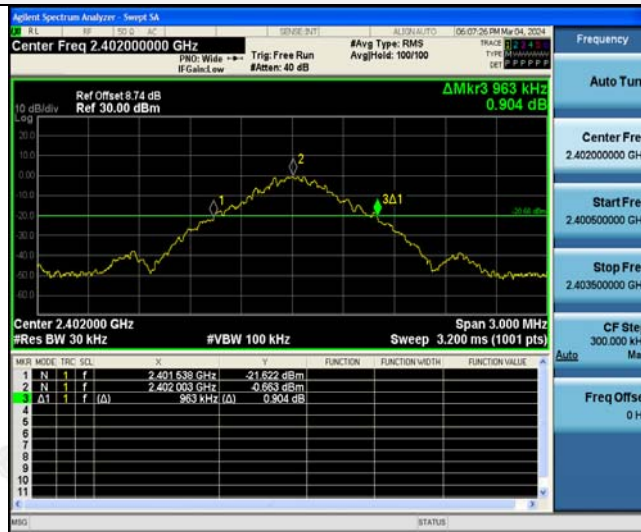 Agilent Spectrum Analyzer - Swept SA
RL RF 50 Ω AC SENSE:INT ALIGNAUTO 06:07:26 PM Mar 04, 2024
Center Freq 2.402000000 GHz
PNO: Wide
IFGain:Low
Trig: Free Run
#Atten: 40 dB
#Avg Type: RMS
Avg|Hold: 100/100
TRACE 1 2 3 4 5 6
TYPE
DET P P P P P P
Ref Offset 8.74 dB
Ref 30.00 dBm
10 dB/div
Log
ΔMkr3 963 kHz
0.904 dB
20.0
10.0
0.00
-10.0
-20.0
-30.0
-40.0
-50.0
-60.0
1
2
3Δ1
-20.66 dBm
Center 2.402000 GHz
#Res BW 30 kHz
#VBW 100 kHz
Span 3.000 MHz
Sweep 3.200 ms (1001 pts)
MKR MODE TRC SCL X Y FUNCTION FUNCTION WIDTH FUNCTION VALUE
1 N 1 f 2.401 538 GHz -21.622 dBm
2 N 1 f 2.402 003 GHz -0.663 dBm
3 Δ1 1 f (Δ) 963 kHz (Δ) 0.904 dB
4
5
6
7
8
9
10
11
MSG
STATUS
Frequency
Auto Tun
Center Fre
2.402000000 GH
Start Fre
2.400500000 GH
Stop Fre
2.403500000 GH
CF Ste
300.000 kH
Auto Ma
Freq Offse
0 H